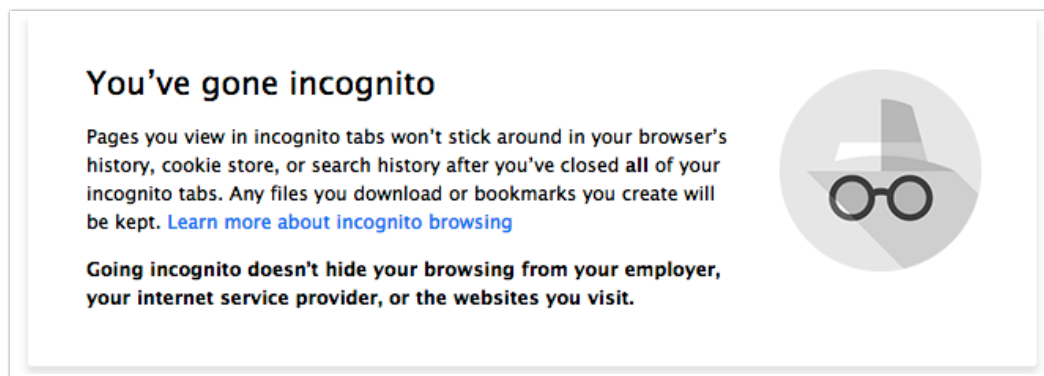 You’ve gone incognito
Pages you view in incognito tabs won’t stick around in your browser’s
history, cookie store, or search history after you’ve closed all of your
incognito tabs. Any files you download or bookmarks you create will
be kept. Learn more about incognito browsing
Going incognito doesn’t hide your browsing from your employer,
your internet service provider, or the websites you visit.